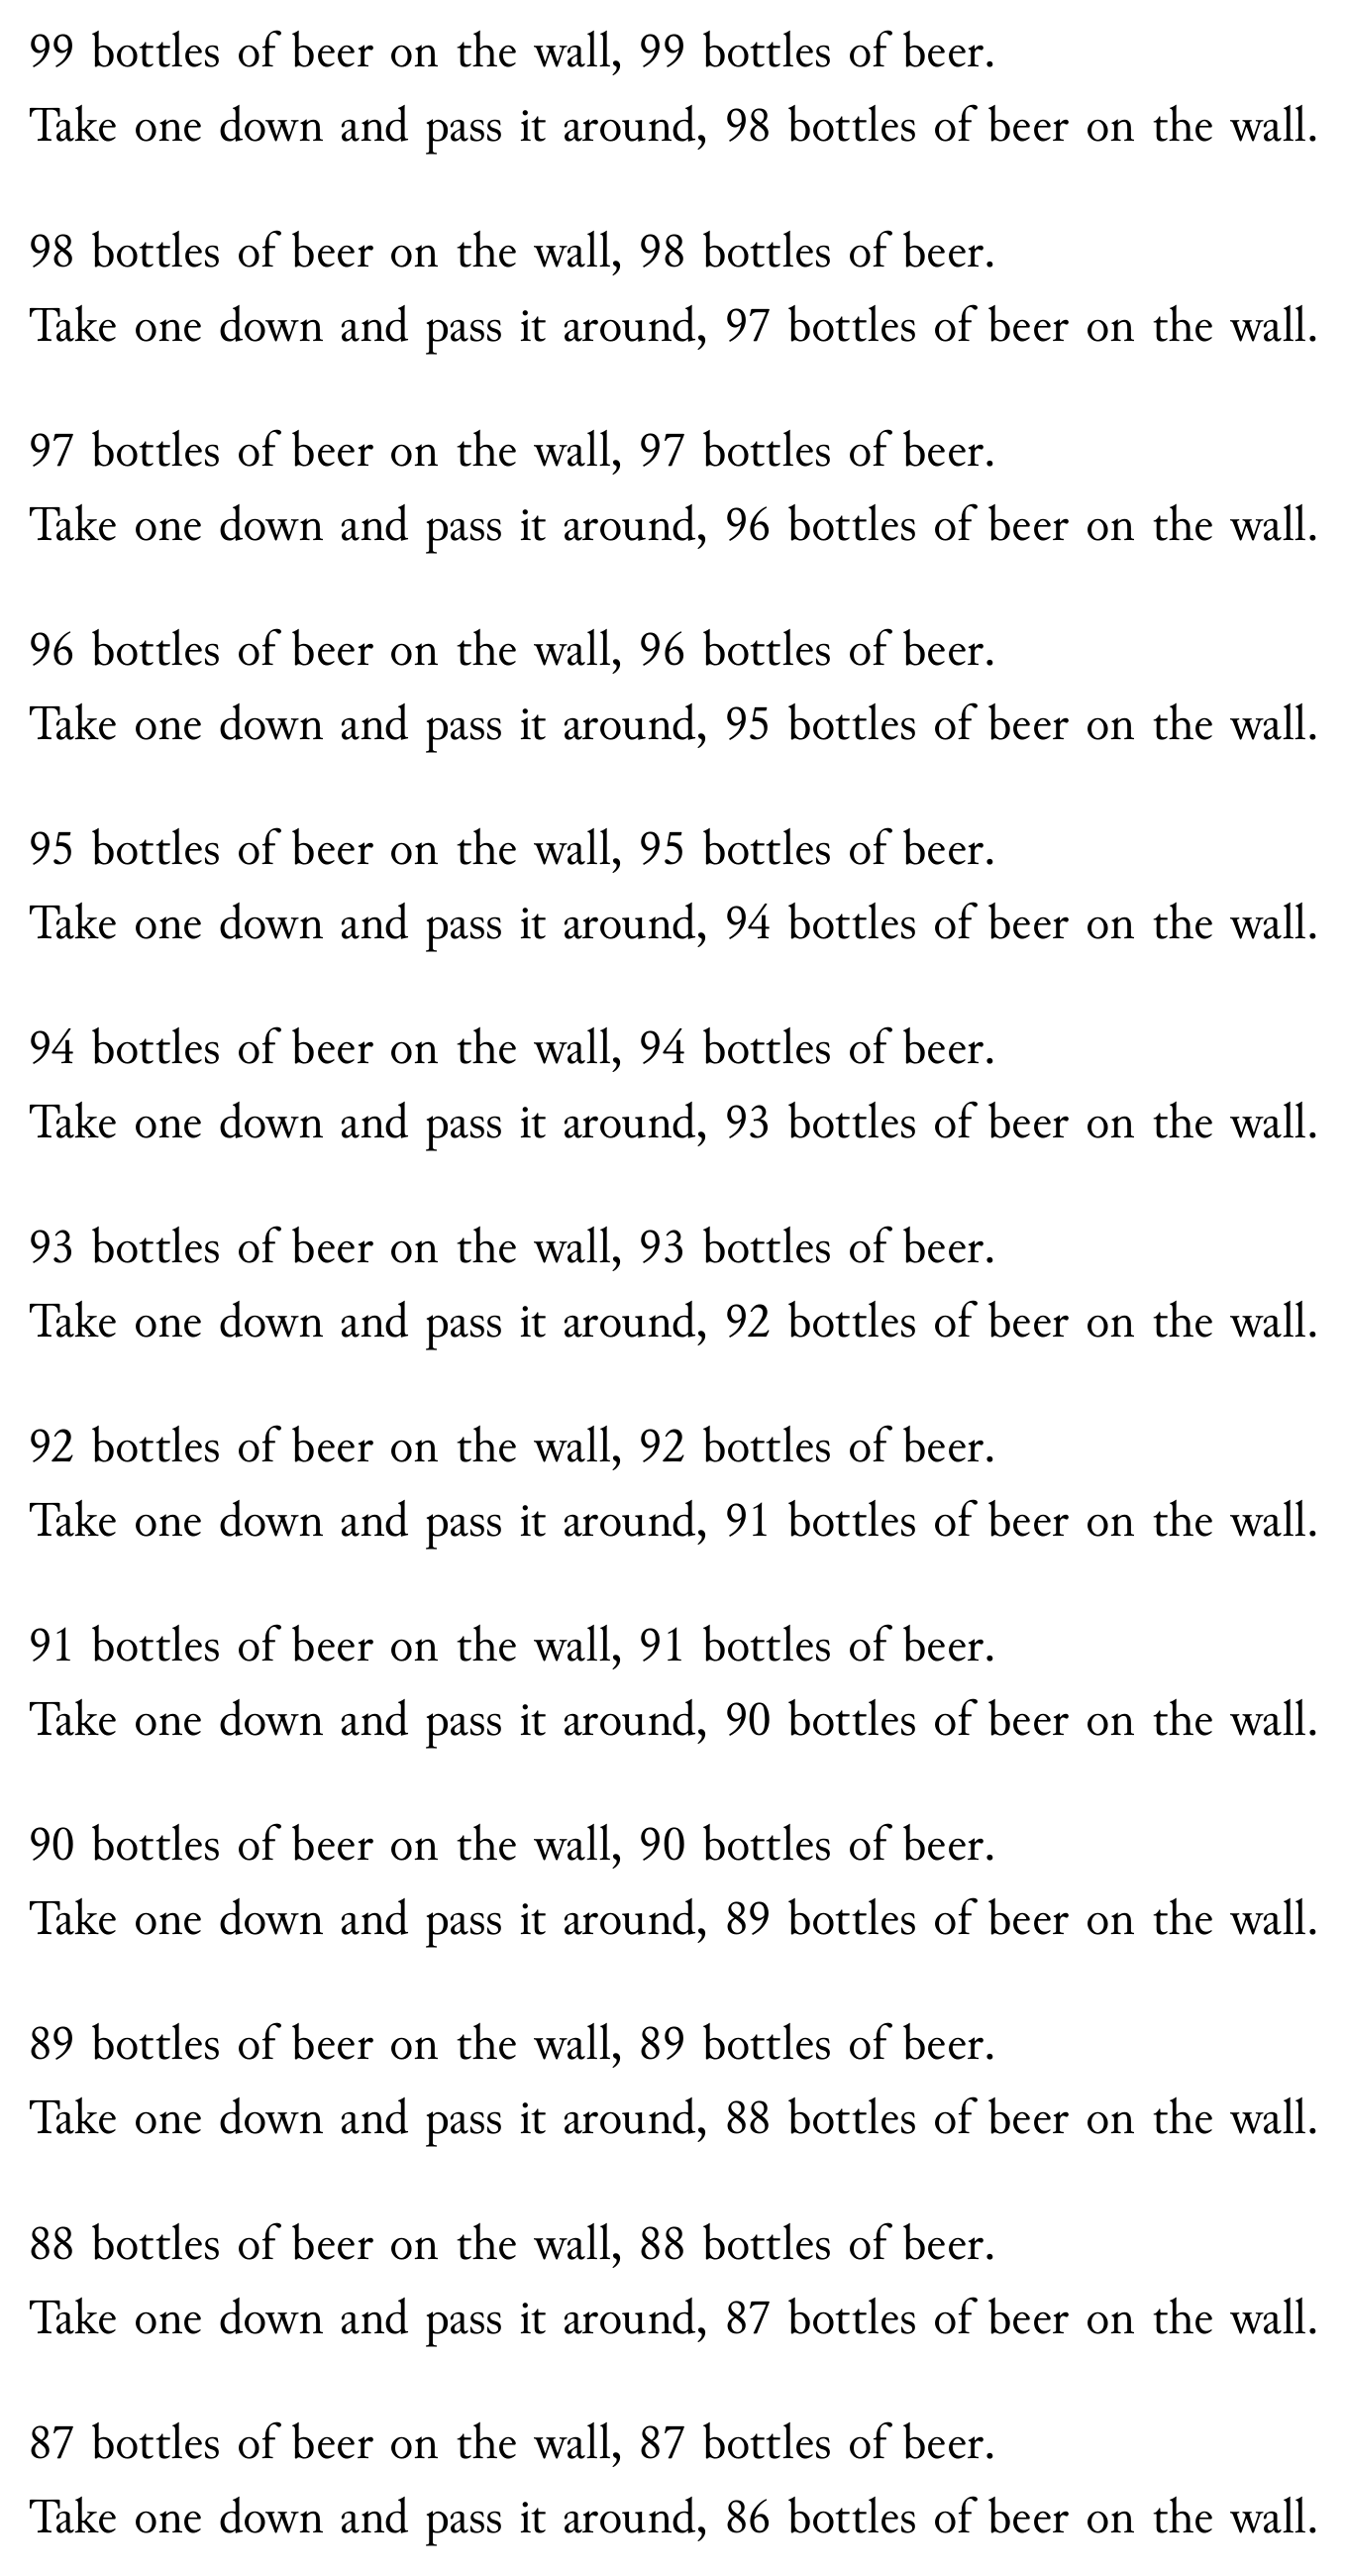 99 bottles of beer on the wall, 99 bottles of beer.
Take one down and pass it around, 98 bottles of beer on the wall.

98 bottles of beer on the wall, 98 bottles of beer.
Take one down and pass it around, 97 bottles of beer on the wall.

97 bottles of beer on the wall, 97 bottles of beer.
Take one down and pass it around, 96 bottles of beer on the wall.

96 bottles of beer on the wall, 96 bottles of beer.
Take one down and pass it around, 95 bottles of beer on the wall.

95 bottles of beer on the wall, 95 bottles of beer.
Take one down and pass it around, 94 bottles of beer on the wall.

94 bottles of beer on the wall, 94 bottles of beer.
Take one down and pass it around, 93 bottles of beer on the wall.

93 bottles of beer on the wall, 93 bottles of beer.
Take one down and pass it around, 92 bottles of beer on the wall.

92 bottles of beer on the wall, 92 bottles of beer.
Take one down and pass it around, 91 bottles of beer on the wall.

91 bottles of beer on the wall, 91 bottles of beer.
Take one down and pass it around, 90 bottles of beer on the wall.

90 bottles of beer on the wall, 90 bottles of beer.
Take one down and pass it around, 89 bottles of beer on the wall.

89 bottles of beer on the wall, 89 bottles of beer.
Take one down and pass it around, 88 bottles of beer on the wall.

88 bottles of beer on the wall, 88 bottles of beer.
Take one down and pass it around, 87 bottles of beer on the wall.

87 bottles of beer on the wall, 87 bottles of beer.
Take one down and pass it around, 86 bottles of beer on the wall.